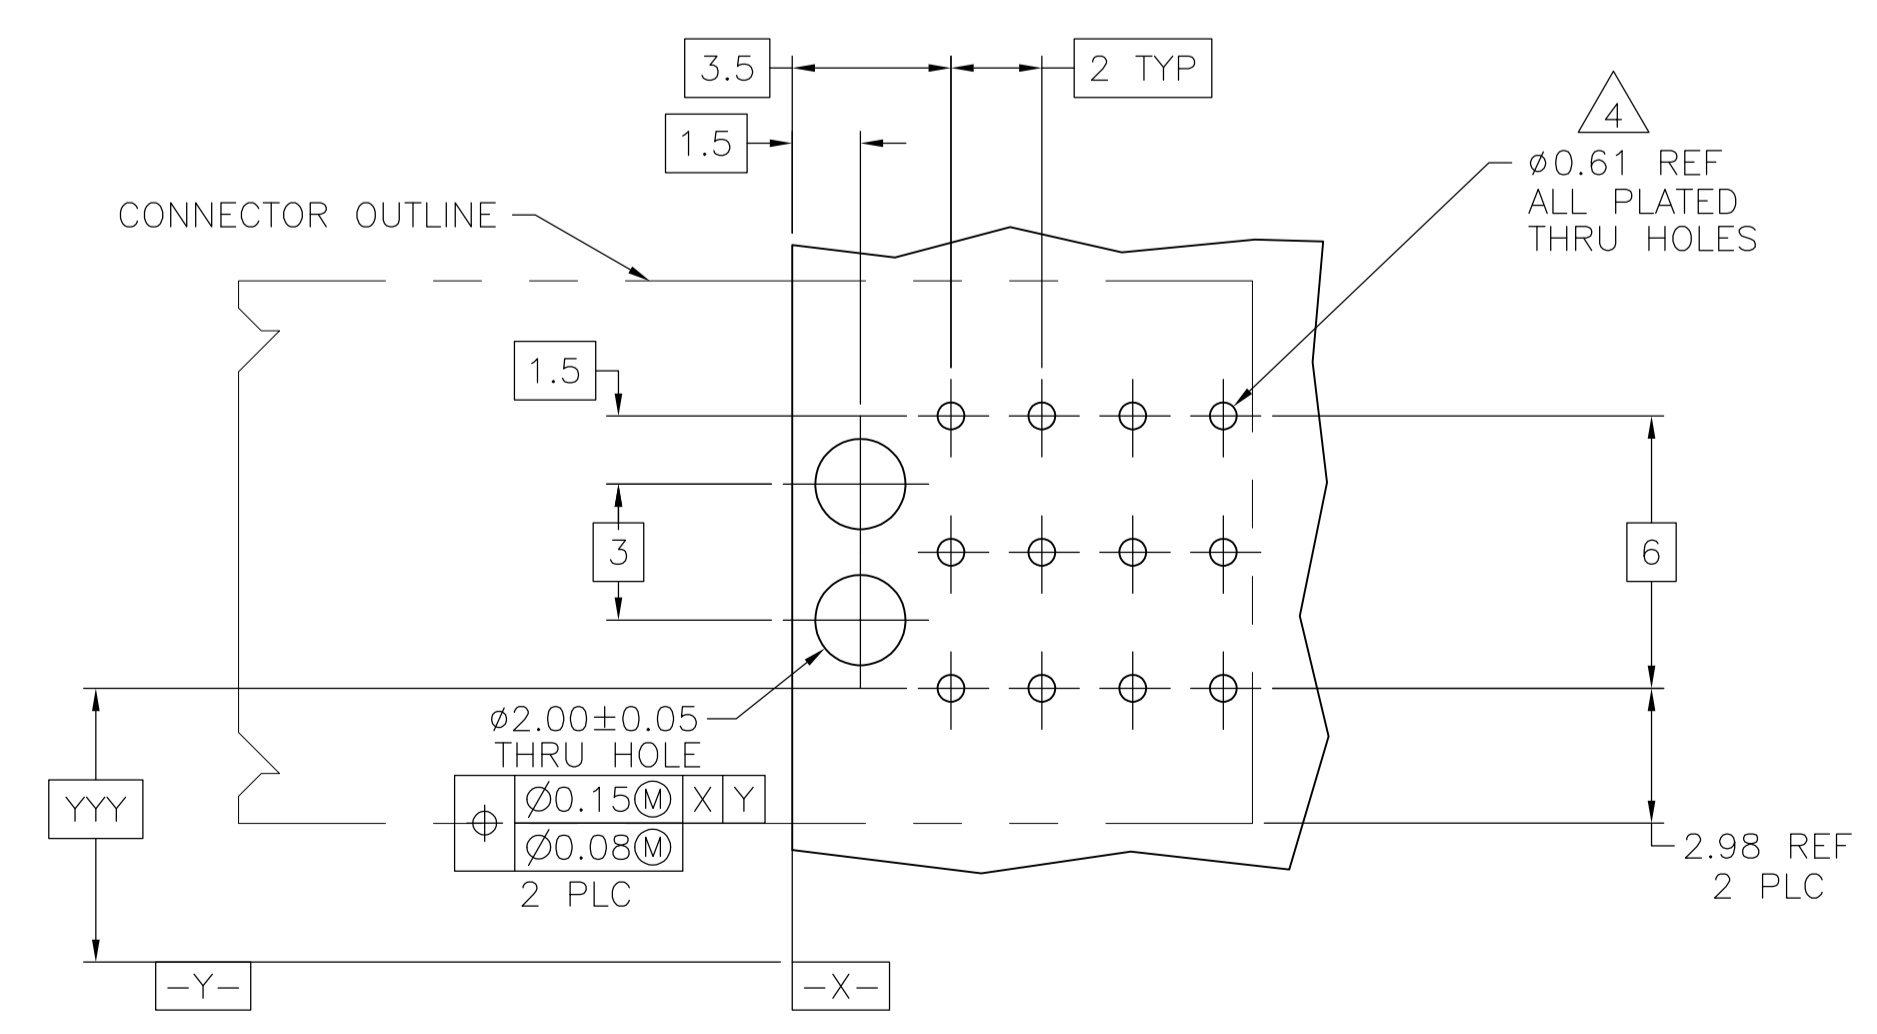 3.5
2 TYP
1.5
4
ø0.61 REF
ALL PLATED
THRU HOLES
CONNECTOR OUTLINE
1.5
3
6
ø2.00±0.05
THRU HOLE
Ø0.15Ⓜ X Y
Ø0.08Ⓜ
2 PLC
YYY
2.98 REF
2 PLC
-Y-
-X-